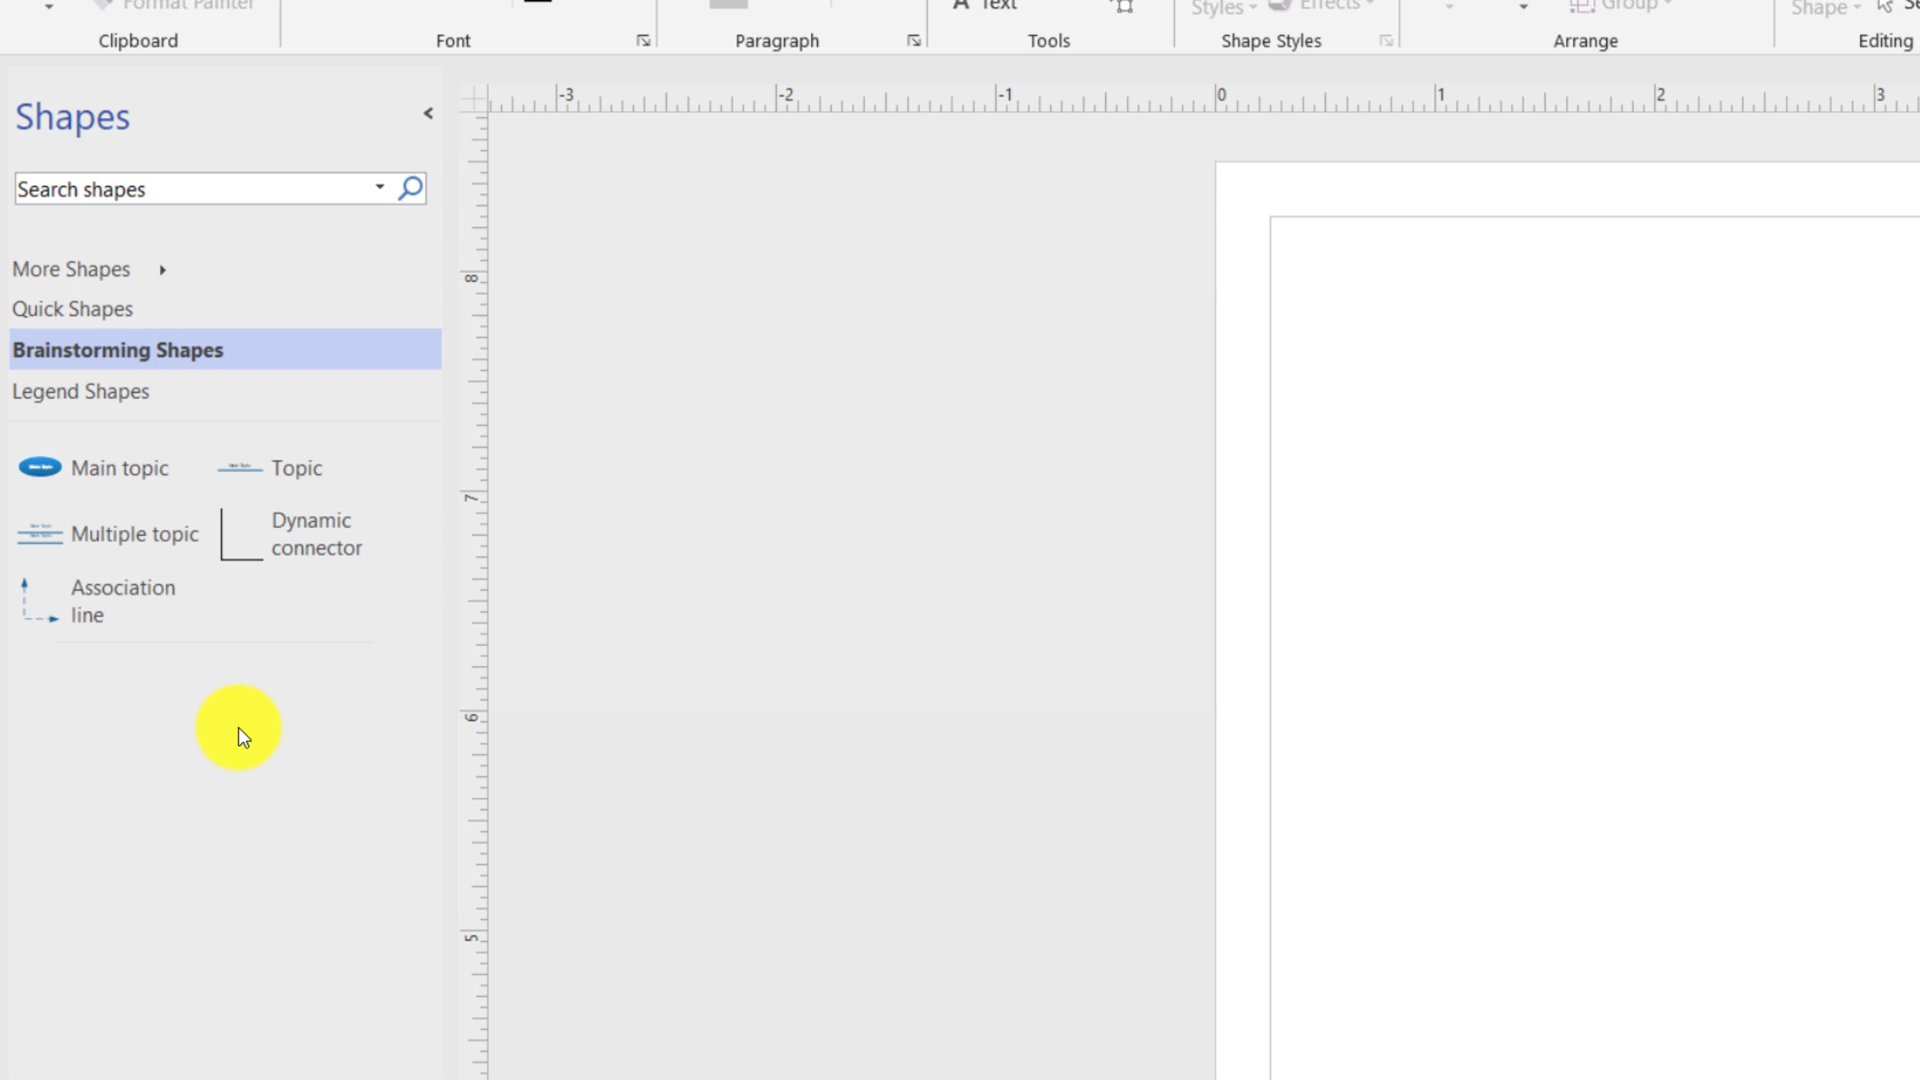 Format Painter
A Text
Styles
Effects
Group
Shape
Clipboard
Font
Paragraph
Tools
Shape Styles
Arrange
Editing
Shapes
-3 -2 -1 0 1 2 3
Search shapes
More Shapes
Quick Shapes
Brainstorming Shapes
Legend Shapes
Main topic
Topic
Multiple topic
Dynamic
connector
Association
line
8
7
6
5